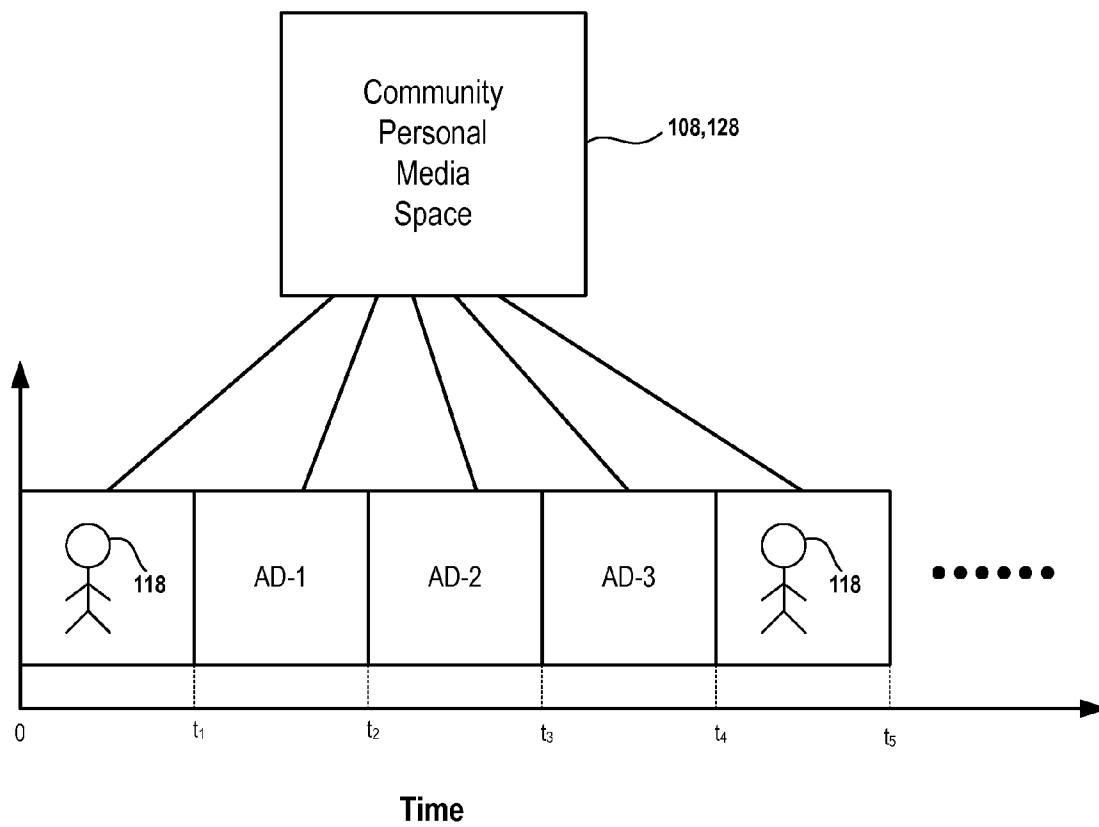 Community
Personal
Media
Space
108,128
118
AD-1
AD-2
AD-3
118
0
t1
t2
t3
t4
t5
Time